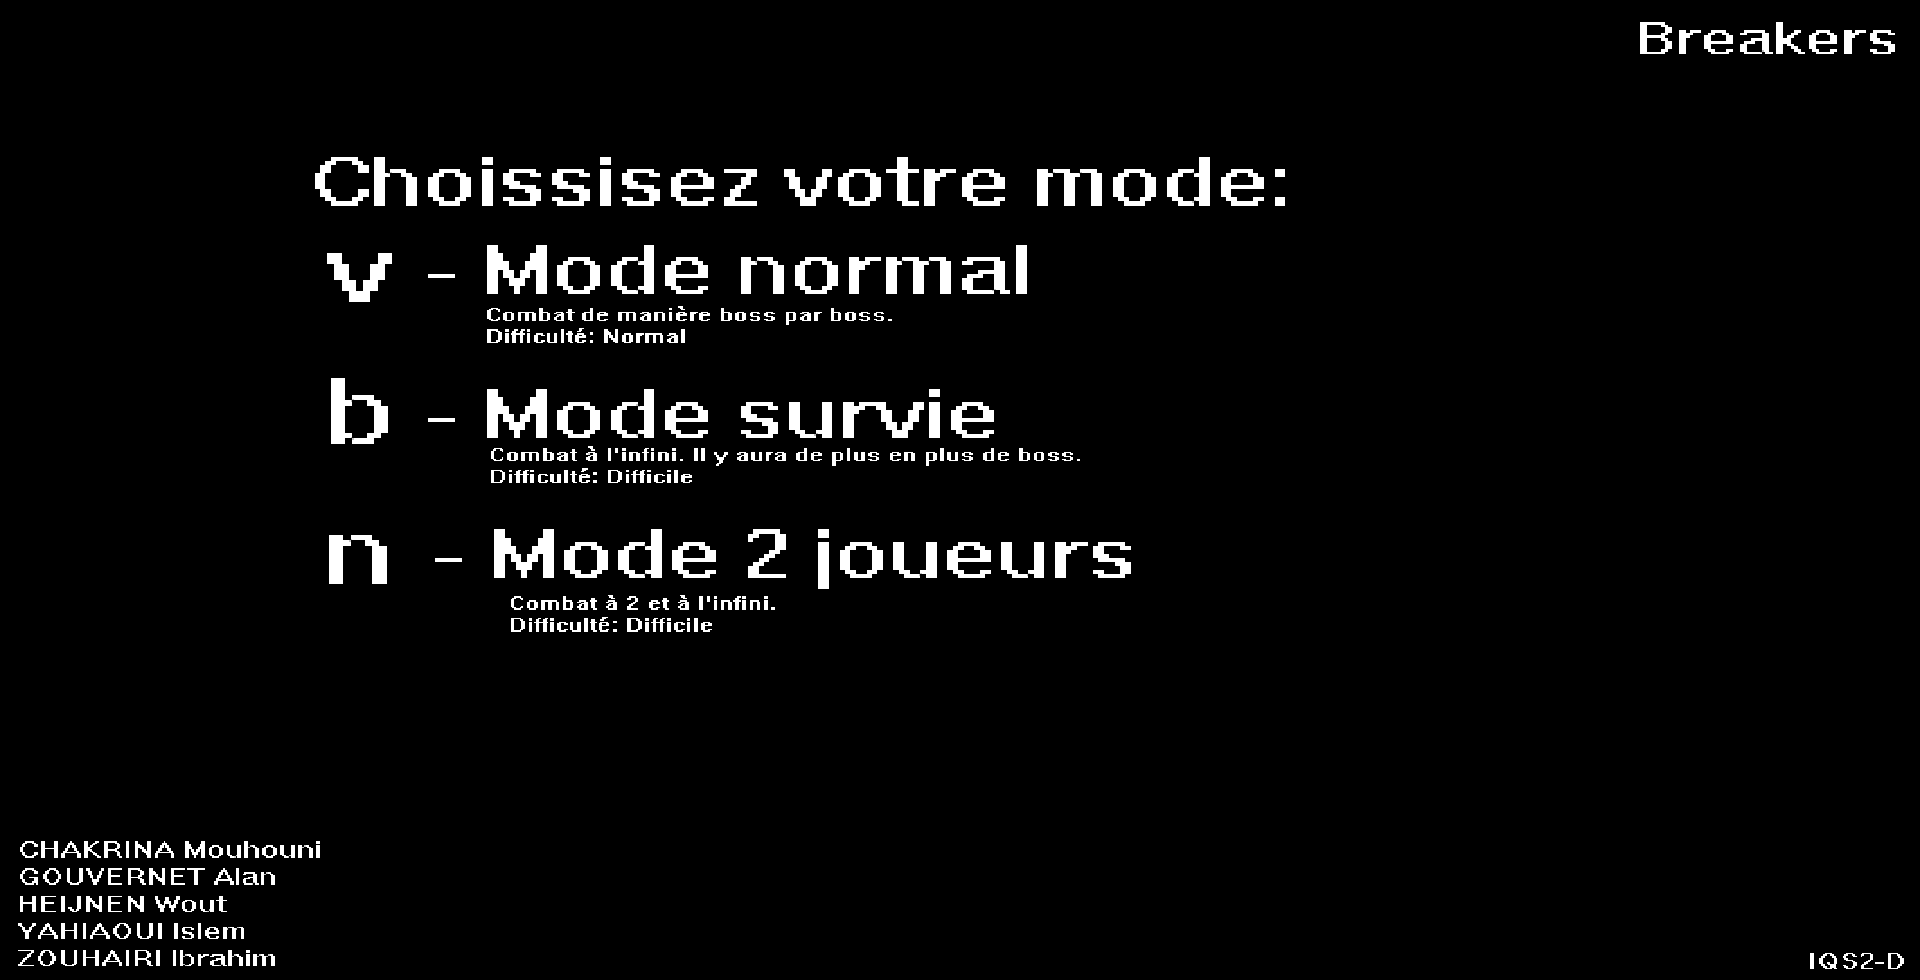 Breakers
Choissisez votre mode:
v - Mode normal
Combat de manière boss par boss.
Difficulté: Normal
b - Mode survie
Combat à l'infini. Il y aura de plus en plus de boss.
Difficulté: Difficile
n - Mode 2 joueurs
Combat à 2 et à l'infini.
Difficulté: Difficile
CHAKRINA Mouhouni
GOUVERNET Alan
HEIJNEN Wout
YAHIAOUI Islem
ZOUHAIRI Ibrahim
IQS2-D